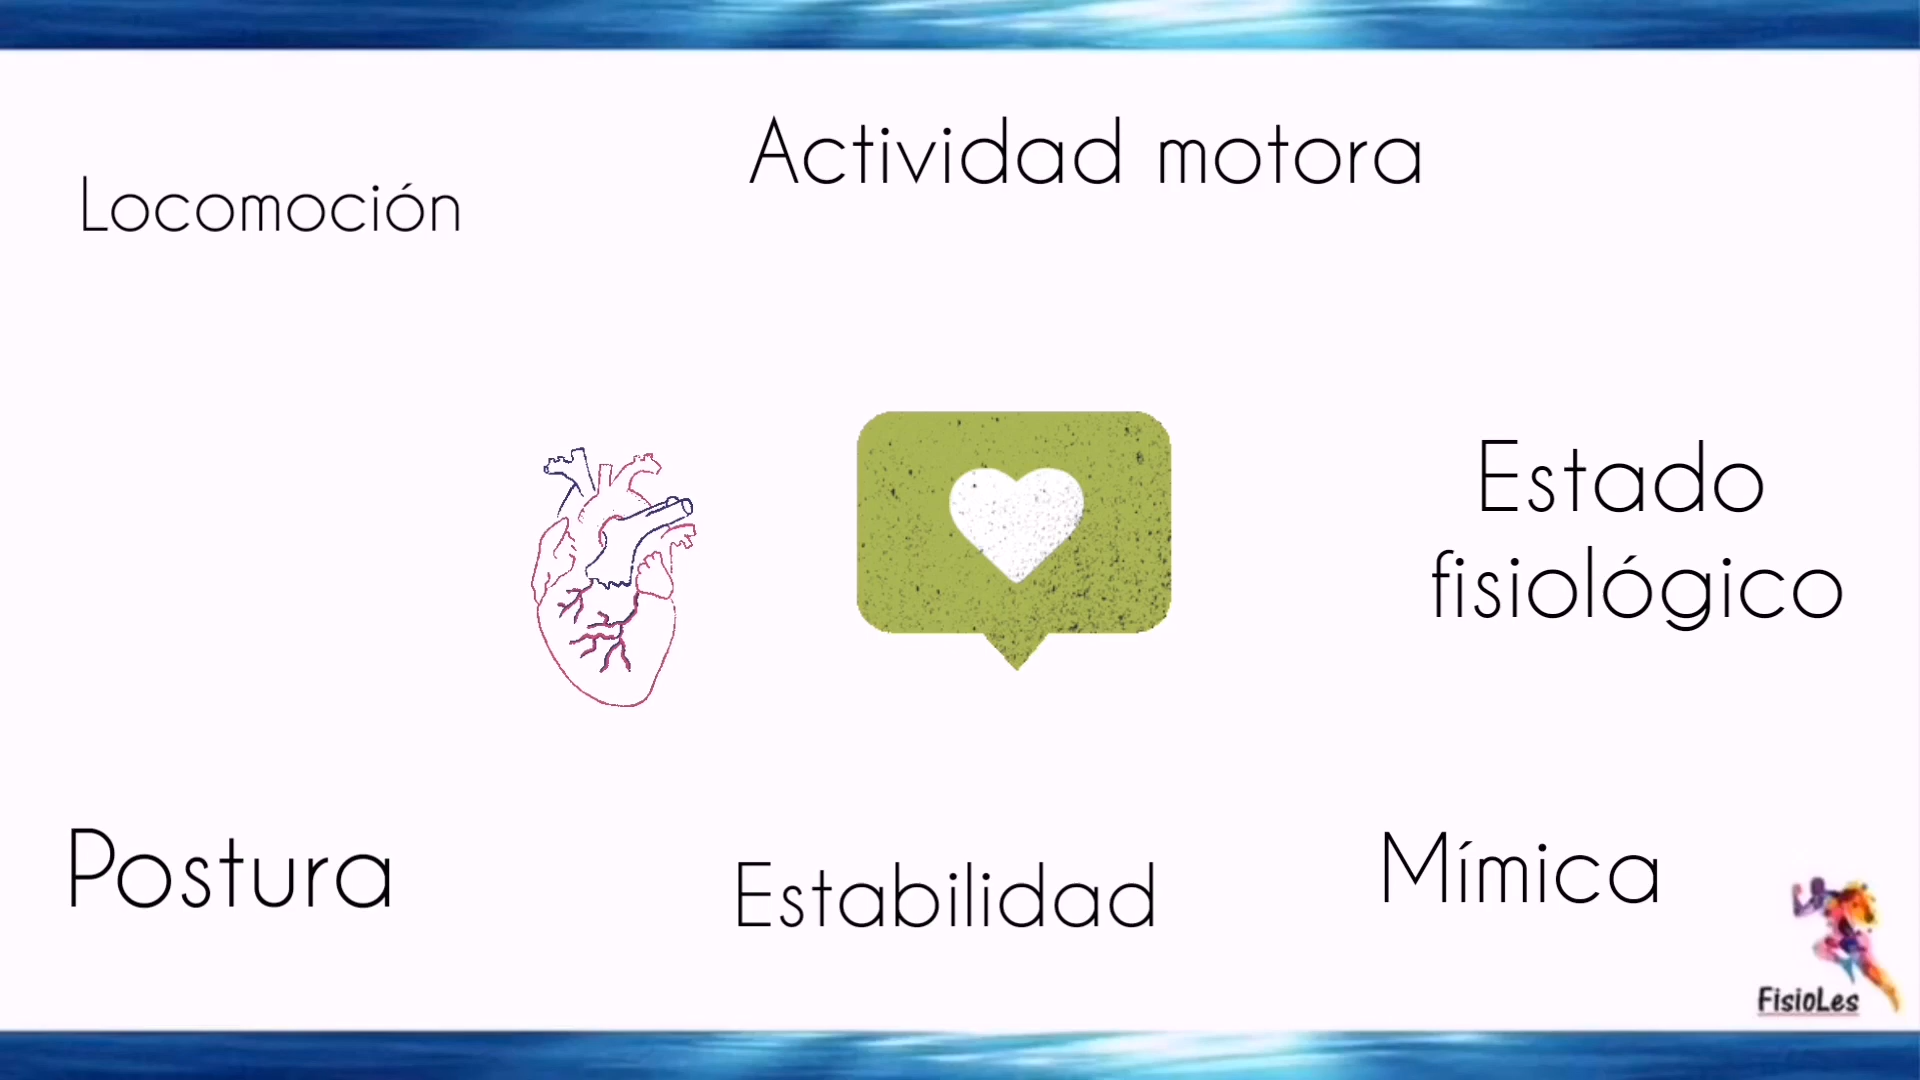 Locomoción
Actividad motora
Estado
fisiológico
Postura
Estabilidad
Mímica
FisioLes